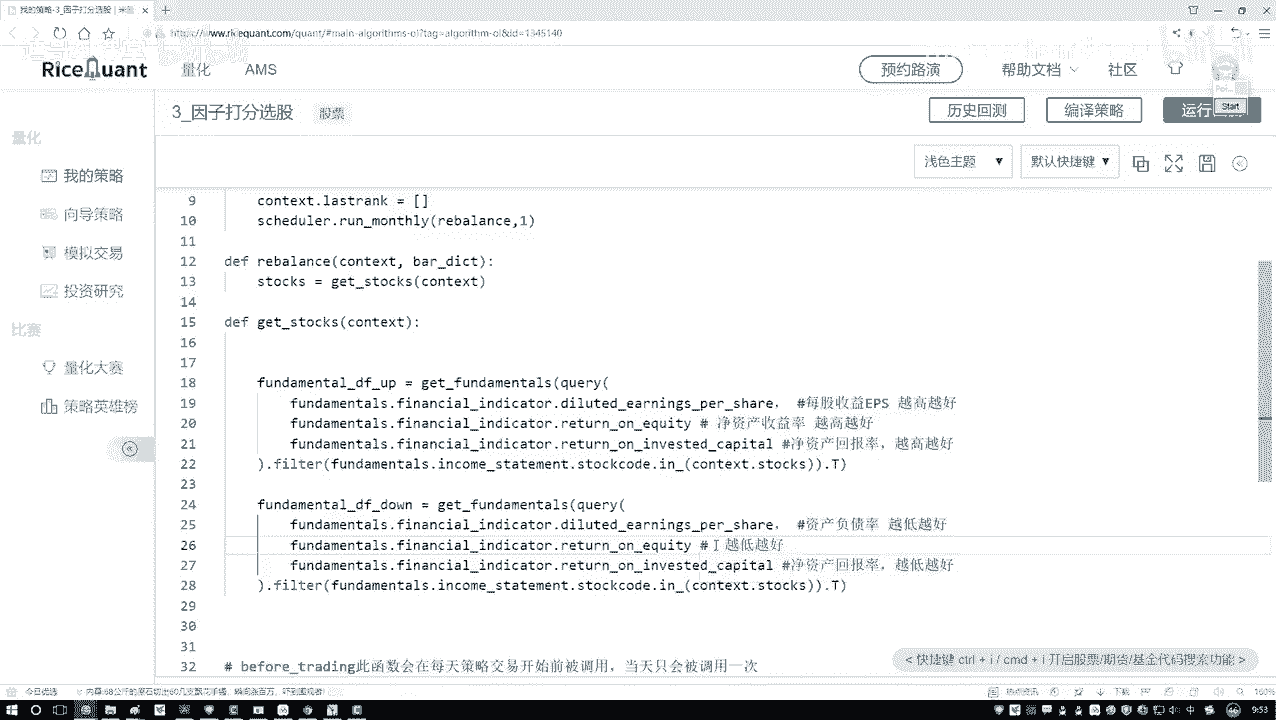 我的策略-3_因子打分选股 | 米
https://www.ricequant.com/quant/#main-algorithms-ol?tag=algorithm-ol&id=1345140
RiceQuant 量化 AMS 预约路演 帮助文档 社区
3_因子打分选股 股票 历史回测 编译策略 运行
Start
量化
浅色主题 ▼ 默认快捷键 ▼
我的策略
向导策略
模拟交易
投资研究
比赛
量化大赛
策略英雄榜
9 context.lastrank = []
10 scheduler.run_monthly(rebalance,1)
11
12 def rebalance(context, bar_dict):
13 stocks = get_stocks(context)
14
15 def get_stocks(context):
16
17
18 fundamental_df_up = get_fundamentals(query(
19 fundamentals.financial_indicator.diluted_earnings_per_share， #每股收益EPS 越高越好
20 fundamentals.financial_indicator.return_on_equity # 净资产收益率 越高越好
21 fundamentals.financial_indicator.return_on_invested_capital #净资产回报率，越高越好
22 ).filter(fundamentals.income_statement.stockcode.in_(context.stocks)).T)
23
24 fundamental_df_down = get_fundamentals(query(
25 fundamentals.financial_indicator.diluted_earnings_per_share， #资产负债率 越低越好
26 fundamentals.financial_indicator.return_on_equity # 越低越好
27 fundamentals.financial_indicator.return_on_invested_capital #净资产回报率，越低越好
28 ).filter(fundamentals.income_statement.stockcode.in_(context.stocks)).T)
29
30
31
32 # before_trading此函数会在每天策略交易开始前被调用，当天只会被调用一次
< 快捷键 ctrl + i / cmd + i 开启股票/期货/基金代码搜索功能 >
9:53